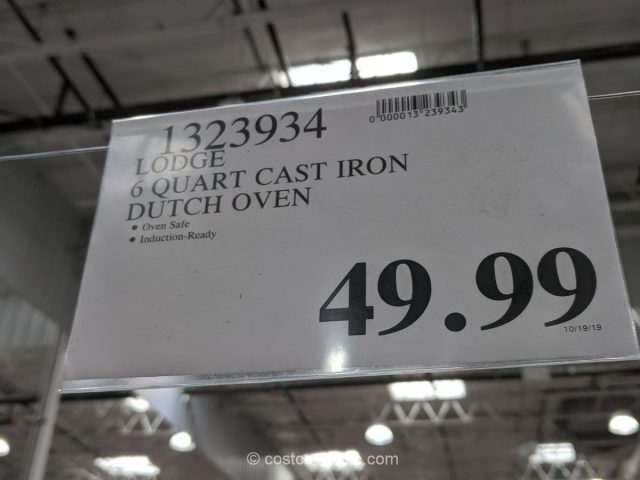 1323934
0 000013 239343
LODGE
6 QUART CAST IRON
DUTCH OVEN
• Oven Safe
• Induction-Ready
49.99
10/19/19